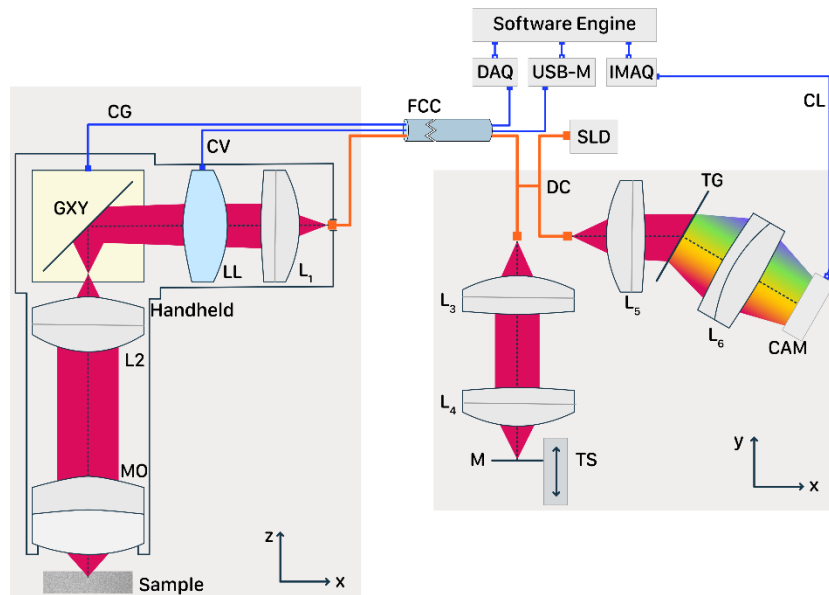 Software Engine
DAQ
USB-M
IMAQ
FCC
CG
CV
CL
SLD
DC
TG
GXY
LL
L1
Handheld
L2
L3
L5
L6
CAM
L4
MO
M
TS
y
x
z
x
Sample